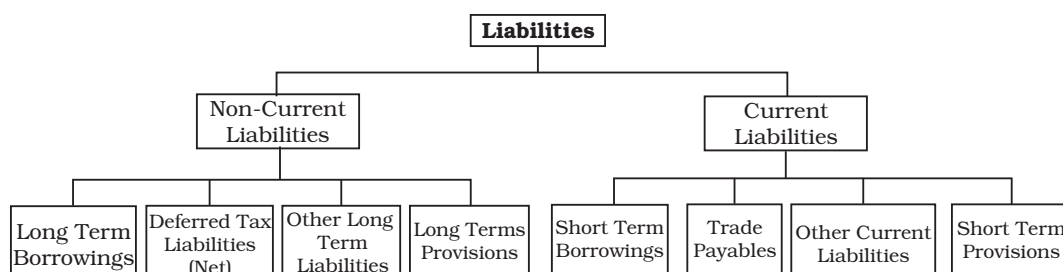 Liabilities
Non-Current
Liabilities
Current
Liabilities
Long Term
Borrowings
Deferred Tax
Liabilities
(Net)
Other Long
Term
Liabilities
Long Terms
Provisions
Short Term
Borrowings
Trade
Payables
Other Current
Liabilities
Short Term
Provisions